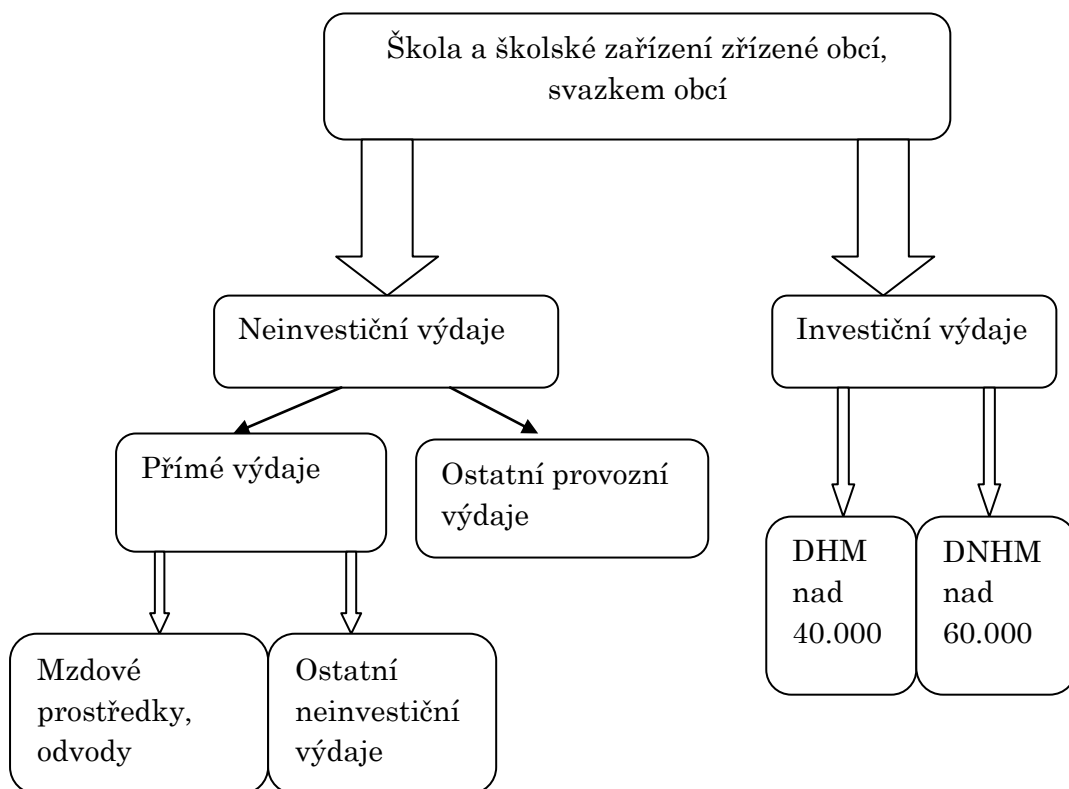 Škola a školské zařízení zřízené obcí,
svazkem obcí
Neinvestiční výdaje
Investiční výdaje
Přímé výdaje
Ostatní provozní
výdaje
DHM
nad
40.000
DNHM
nad
60.000
Mzdové
prostředky,
odvody
Ostatní
neinvestiční
výdaje